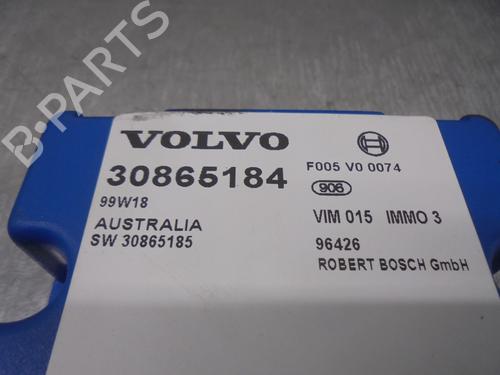 VOLVO
30865184
99W18
AUSTRALIA
SW 30865185
F005 V0 0074
906
VIM 015 IMMO 3
96426
ROBERT BOSCH GmbH
B-PARTS